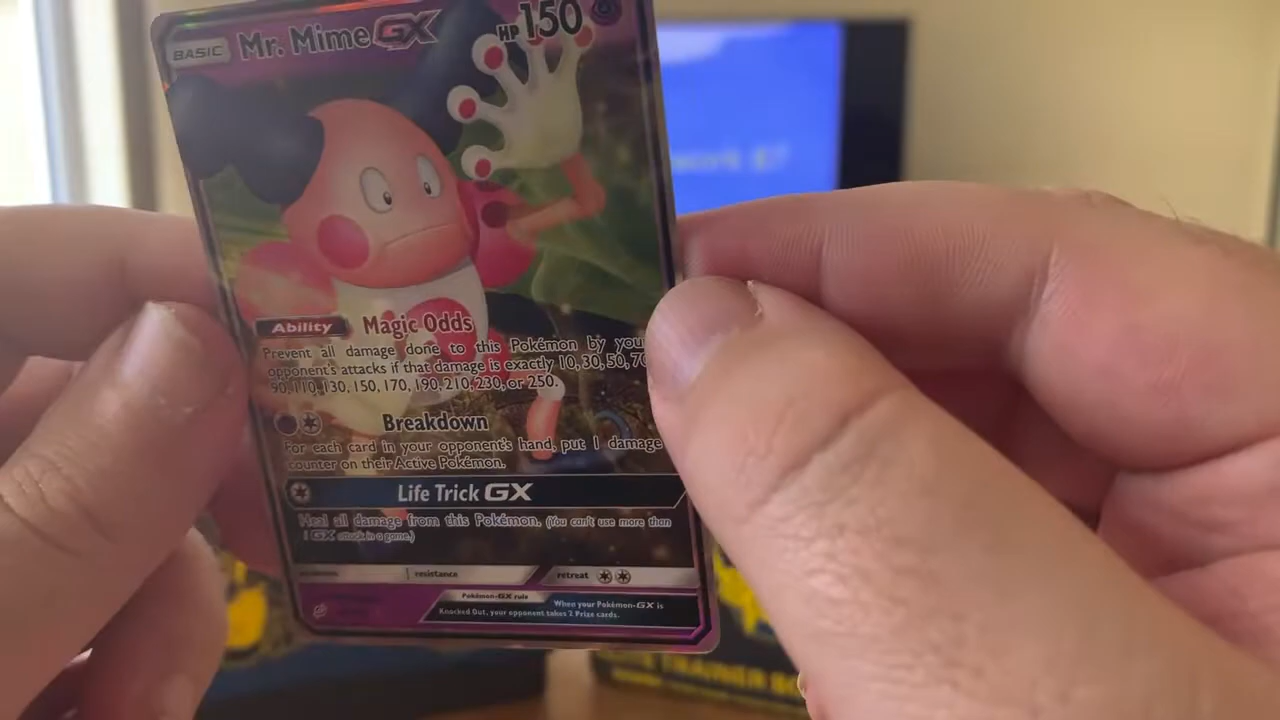 BASIC Mr. Mime GX HP 150
Ability Magic Odds
Prevent all damage done to this Pokémon by your
opponent's attacks if that damage is exactly 10, 30, 50, 70
90, 110, 130, 150, 170, 190, 210, 230, or 250.
Breakdown
For each card in your opponent's hand, put 1 damage
counter on their Active Pokémon.
Life Trick GX
Heal all damage from this Pokémon. (You can't use more than
1 GX attack in a game.)
resistance retreat
Pokémon-GX rule
When your Pokémon-GX is
Knocked Out, your opponent takes 2 Prize cards.
TRAINER